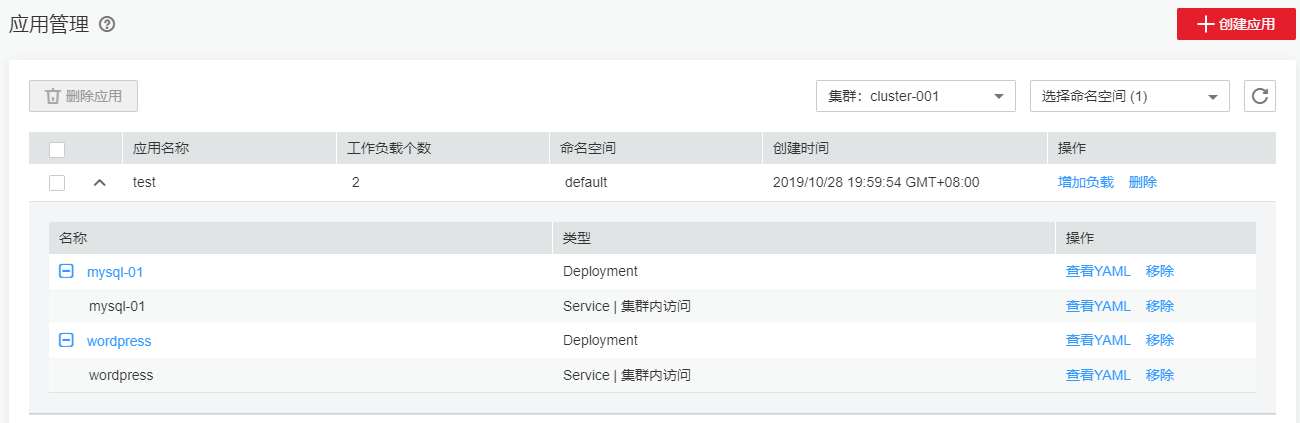 应用管理
创建应用
删除应用 集群：cluster-001 选择命名空间 (1)
应用名称 工作负载个数 命名空间 创建时间 操作
test 2 default 2019/10/28 19:59:54 GMT+08:00 增加负载 删除
名称 类型 操作
mysql-01 Deployment 查看YAML 移除
mysql-01 Service | 集群内访问 查看YAML 移除
wordpress Deployment 查看YAML 移除
wordpress Service | 集群内访问 查看YAML 移除